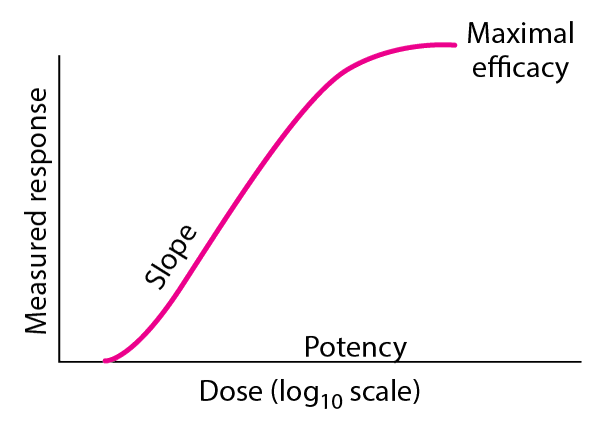 Maximal
efficacy
Measured response
Slope
Potency
Dose (log₁₀ scale)